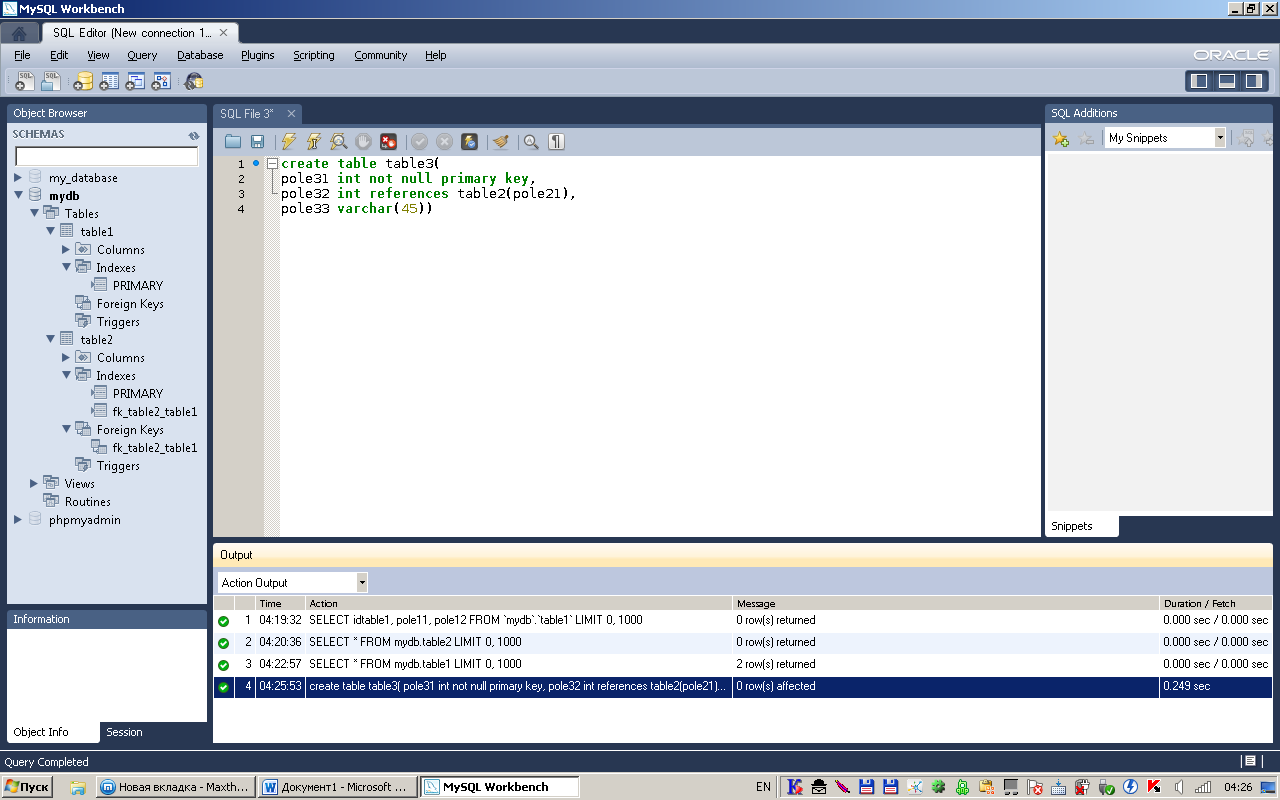 MySQL Workbench
SQL Editor (New connection 1...
File Edit View Query Database Plugins Scripting Community Help
ORACLE
Object Browser
SCHEMAS
my_database
mydb
Tables
table1
Columns
Indexes
PRIMARY
Foreign Keys
Triggers
table2
Columns
Indexes
PRIMARY
fk_table2_table1
Foreign Keys
fk_table2_table1
Triggers
Views
Routines
phpmyadmin
Information
Object Info Session
SQL File 3*
1 create table table3(
2 pole31 int not null primary key,
3 pole32 int references table2(pole21),
4 pole33 varchar(45))
SQL Additions
My Snippets
Snippets
Output
Action Output
Time Action Message Duration / Fetch
1 04:19:32 SELECT idtable1, pole11, pole12 FROM `mydb`.`table1` LIMIT 0, 1000 0 row(s) returned 0.000 sec / 0.000 sec
2 04:20:36 SELECT * FROM mydb.table2 LIMIT 0, 1000 0 row(s) returned 0.000 sec / 0.000 sec
3 04:22:57 SELECT * FROM mydb.table1 LIMIT 0, 1000 2 row(s) returned 0.000 sec / 0.000 sec
4 04:25:53 create table table3( pole31 int not null primary key, pole32 int references table2(pole21)... 0 row(s) affected 0.249 sec
Query Completed
Пуск Новая вкладка - Maxth... Документ1 - Microsoft ... MySQL Workbench EN 04:26